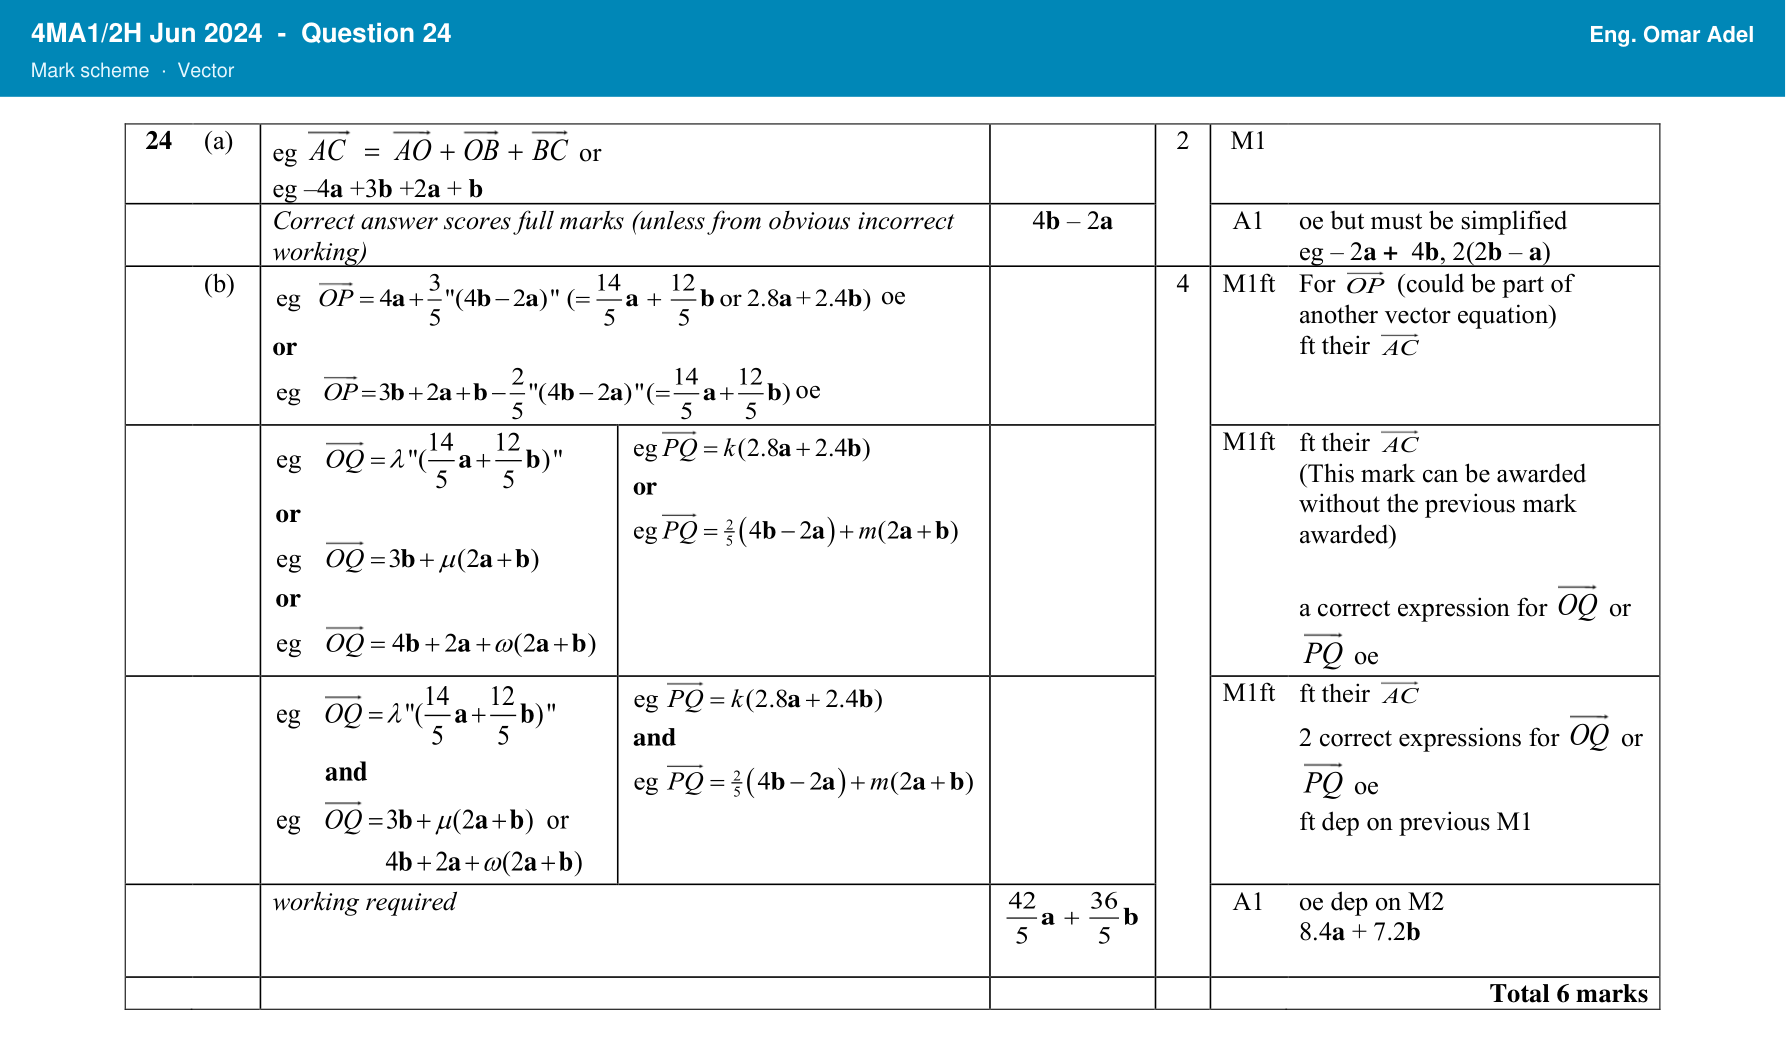 4MA1/2H Jun 2024 - Question 24
Eng. Omar Adel
Mark scheme · Vector
24 (a) eg AC = AO + OB + BC or
eg –4a +3b +2a + b
2 M1
Correct answer scores full marks (unless from obvious incorrect
working)
4b – 2a
A1 oe but must be simplified
eg – 2a + 4b, 2(2b – a)
(b) eg OP = 4a + 3/5 "(4b – 2a)" (= 14/5 a + 12/5 b or 2.8a + 2.4b) oe
or
eg OP = 3b + 2a + b – 2/5 "(4b – 2a)" (= 14/5 a + 12/5 b) oe
4 M1ft For OP (could be part of
another vector equation)
ft their AC
eg OQ = λ "(14/5 a + 12/5 b)"
or
eg OQ = 3b + μ(2a + b)
or
eg OQ = 4b + 2a + ω(2a + b)
eg PQ = k(2.8a + 2.4b)
or
eg PQ = 2/5 (4b – 2a) + m(2a + b)
M1ft ft their AC
(This mark can be awarded
without the previous mark
awarded)
a correct expression for OQ or
PQ oe
eg OQ = λ "(14/5 a + 12/5 b)"
and
eg OQ = 3b + μ(2a + b) or
4b + 2a + ω(2a + b)
eg PQ = k(2.8a + 2.4b)
and
eg PQ = 2/5 (4b – 2a) + m(2a + b)
M1ft ft their AC
2 correct expressions for OQ or
PQ oe
ft dep on previous M1
working required
42/5 a + 36/5 b
A1 oe dep on M2
8.4a + 7.2b
Total 6 marks